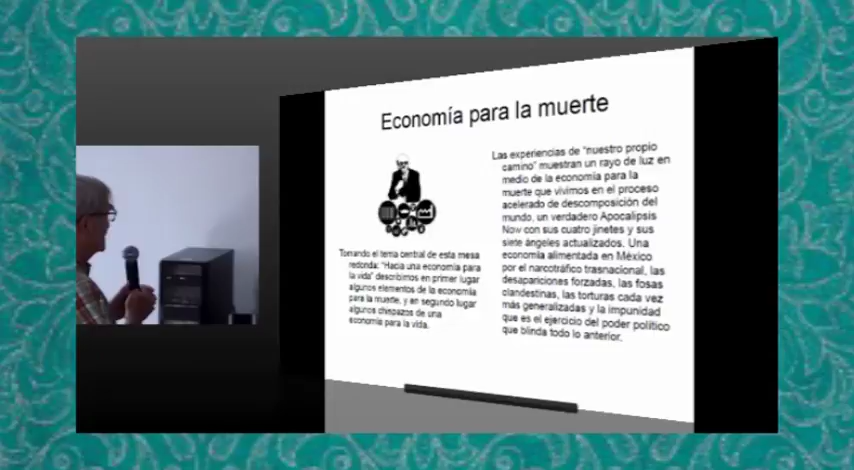 Economía para la muerte
Tomando el tema central de esta mesa
redonda: "Hacia una economía para
la vida" describimos en primer lugar
algunos elementos de la economía
para la muerte, y en segundo lugar
algunos chispazos de una
economía para la vida.
Las experiencias de "nuestro propio
camino" muestran un rayo de luz en
medio de la economía para la
muerte que vivimos en el proceso
acelerado de descomposición del
mundo, un verdadero Apocalipsis
Now con sus cuatro jinetes y sus
siete ángeles actualizados. Una
economía alimentada en México
por el narcotráfico trasnacional, las
desapariciones forzadas, las fosas
clandestinas, las torturas cada vez
más generalizadas y la impunidad
que es el ejercicio del poder político
que blinda todo lo anterior.